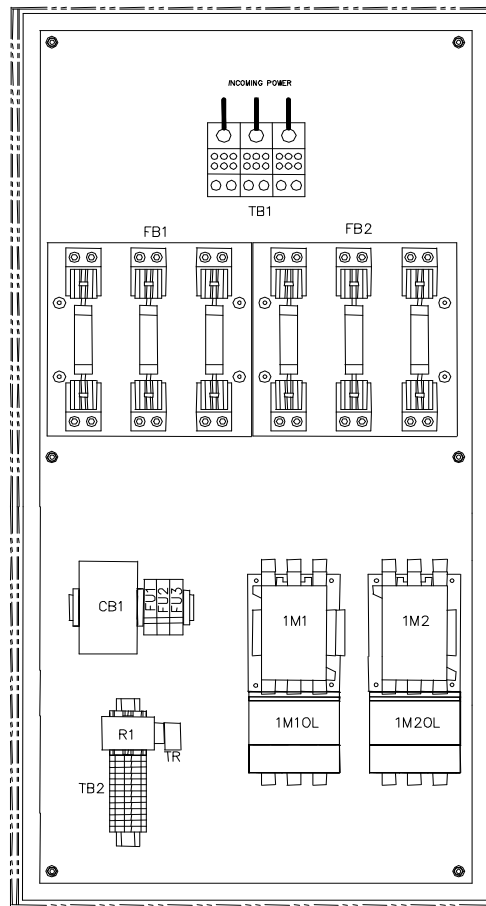 INCOMING POWER
TB1
FB1
FB2
CB1
FU1
FU2
FU3
1M1
1M2
R1
TR
1M1OL
1M2OL
TB2